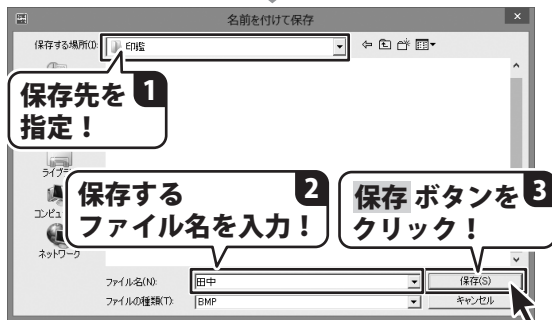 名前を付けて保存
保存する場所(I):
印鑑
保存先を
指定！
1
ライブラ
保存する
ファイル名を入力！
2
保存 ボタンを
クリック！
3
コンピュ
ネットワーク
ファイル名(N):
田中
保存(S)
ファイルの種類(T):
BMP
キャンセル